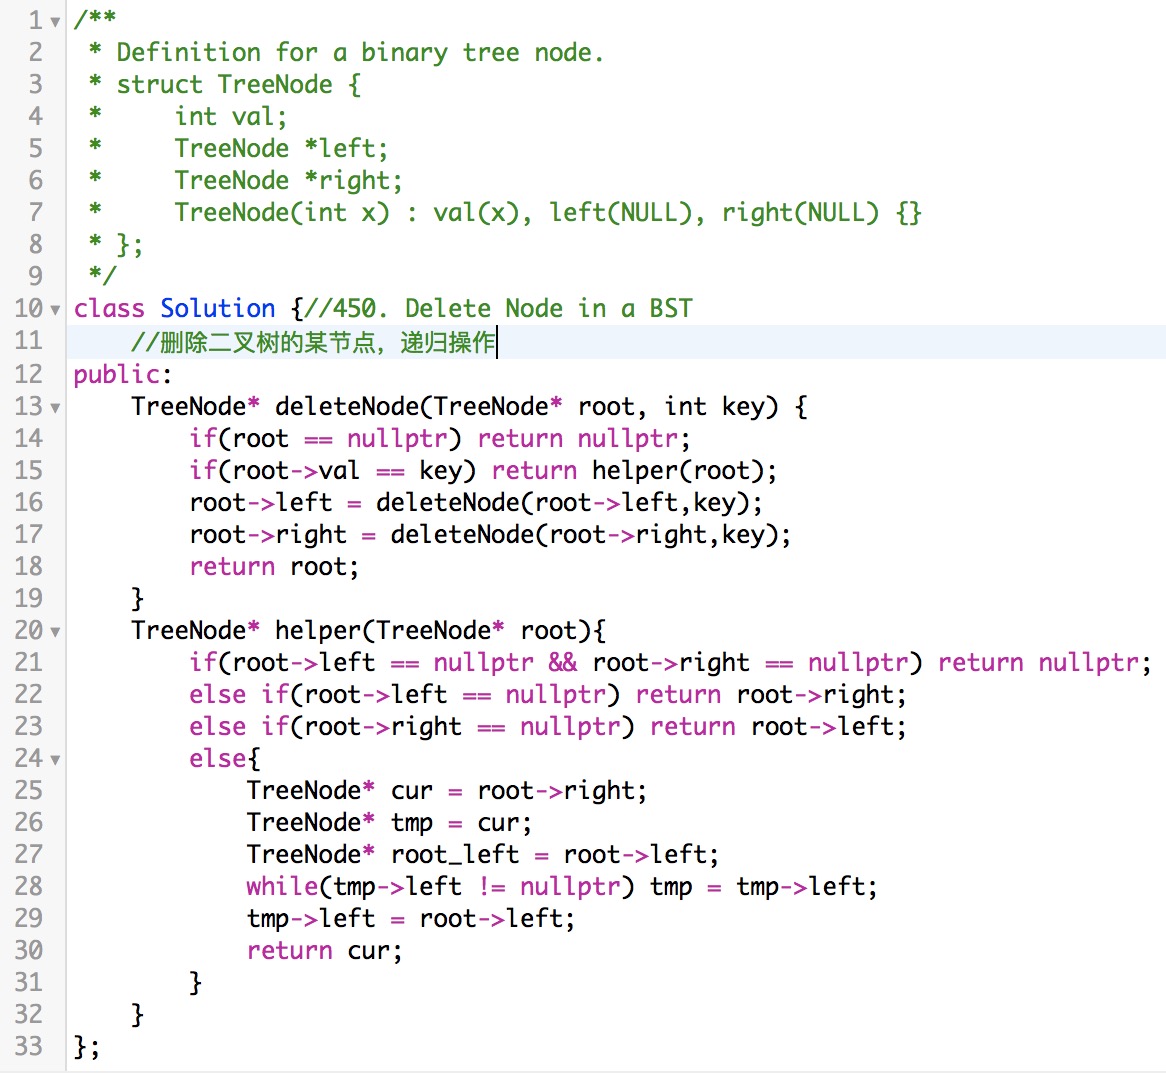 1 /**
2  * Definition for a binary tree node.
3  * struct TreeNode {
4  *     int val;
5  *     TreeNode *left;
6  *     TreeNode *right;
7  *     TreeNode(int x) : val(x), left(NULL), right(NULL) {}
8  * };
9  */
10 class Solution {//450. Delete Node in a BST
11     //删除二叉树的某节点，递归操作
12 public:
13     TreeNode* deleteNode(TreeNode* root, int key) {
14         if(root == nullptr) return nullptr;
15         if(root->val == key) return helper(root);
16         root->left = deleteNode(root->left,key);
17         root->right = deleteNode(root->right,key);
18         return root;
19     }
20     TreeNode* helper(TreeNode* root){
21         if(root->left == nullptr && root->right == nullptr) return nullptr;
22         else if(root->left == nullptr) return root->right;
23         else if(root->right == nullptr) return root->left;
24         else{
25             TreeNode* cur = root->right;
26             TreeNode* tmp = cur;
27             TreeNode* root_left = root->left;
28             while(tmp->left != nullptr) tmp = tmp->left;
29             tmp->left = root->left;
30             return cur;
31         }
32     }
33 };